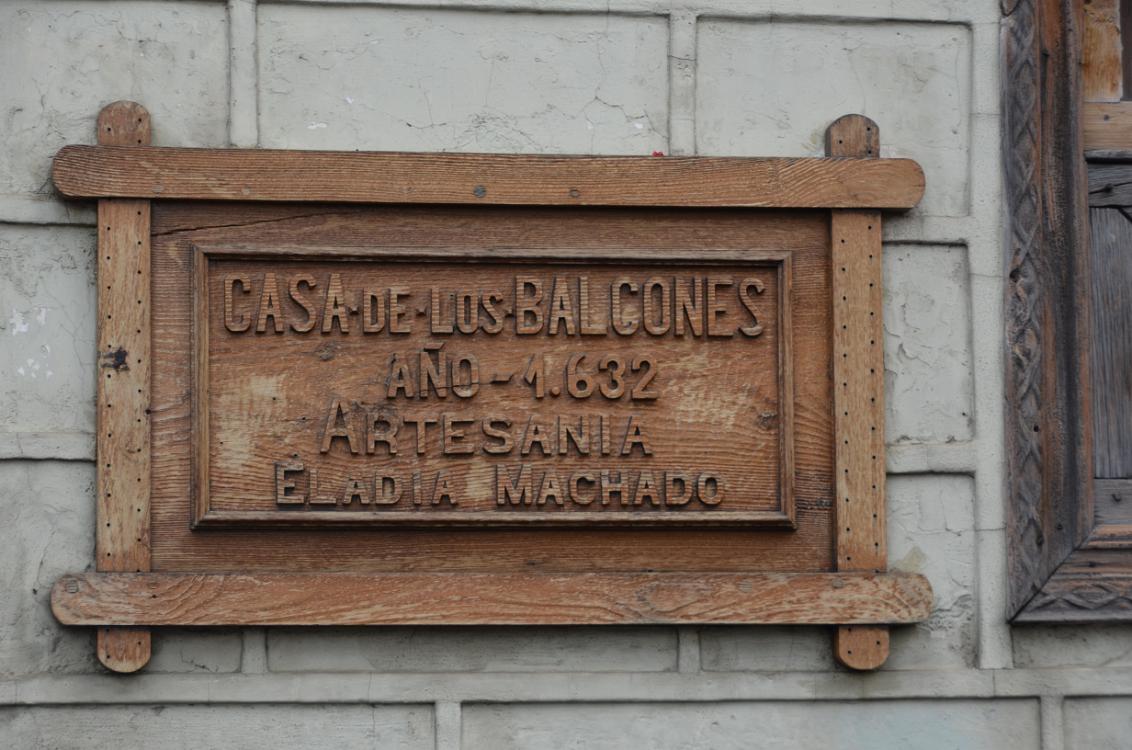 CASA·DE·LOS·BALCONES
AÑO - 1.632
ARTESANIA
ELADIA MACHADO